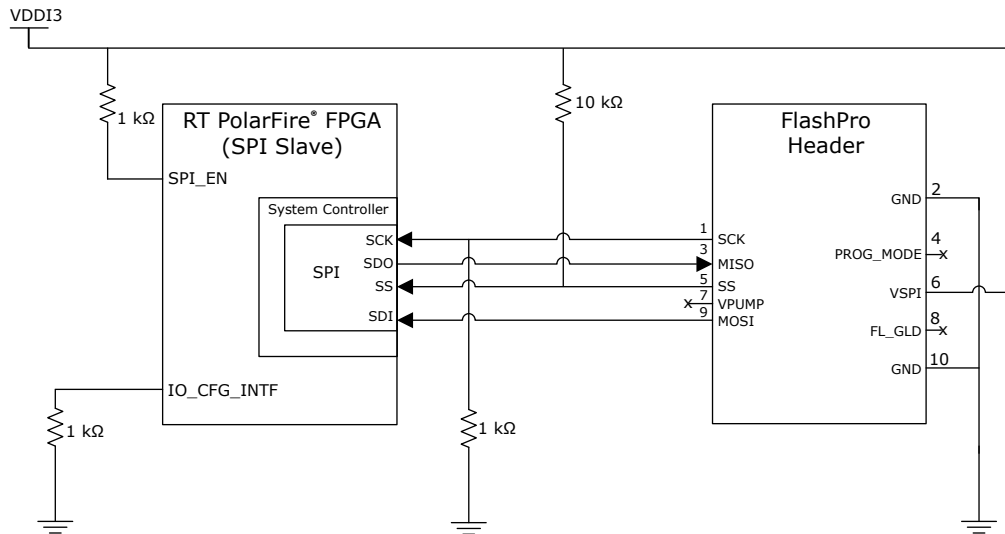 VDDI3
1 kΩ
10 kΩ
RT PolarFire® FPGA
(SPI Slave)
SPI_EN
System Controller
SPI
SCK
SDO
SS
SDI
IO_CFG_INTF
1 kΩ
1 kΩ
FlashPro
Header
1
SCK
3
MISO
5
SS
7
VPUMP
9
MOSI
GND
2
PROG_MODE
4
VSPI
6
FL_GLD
8
GND
10